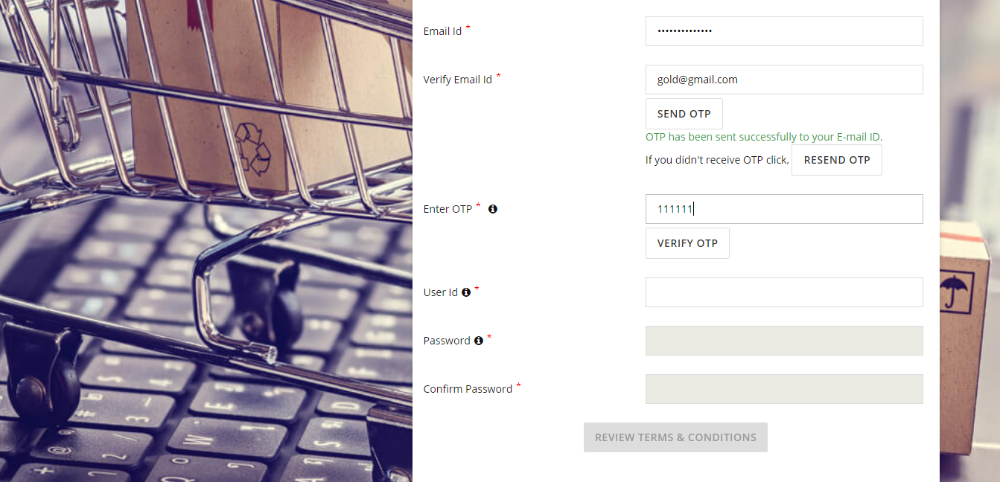 Email Id *
••••••••••••••
Verify Email Id *
gold@gmail.com
SEND OTP
OTP has been sent successfully to your E-mail ID.
If you didn't receive OTP click, RESEND OTP
Enter OTP *
111111
VERIFY OTP
User Id *
Password *
Confirm Password *
REVIEW TERMS & CONDITIONS